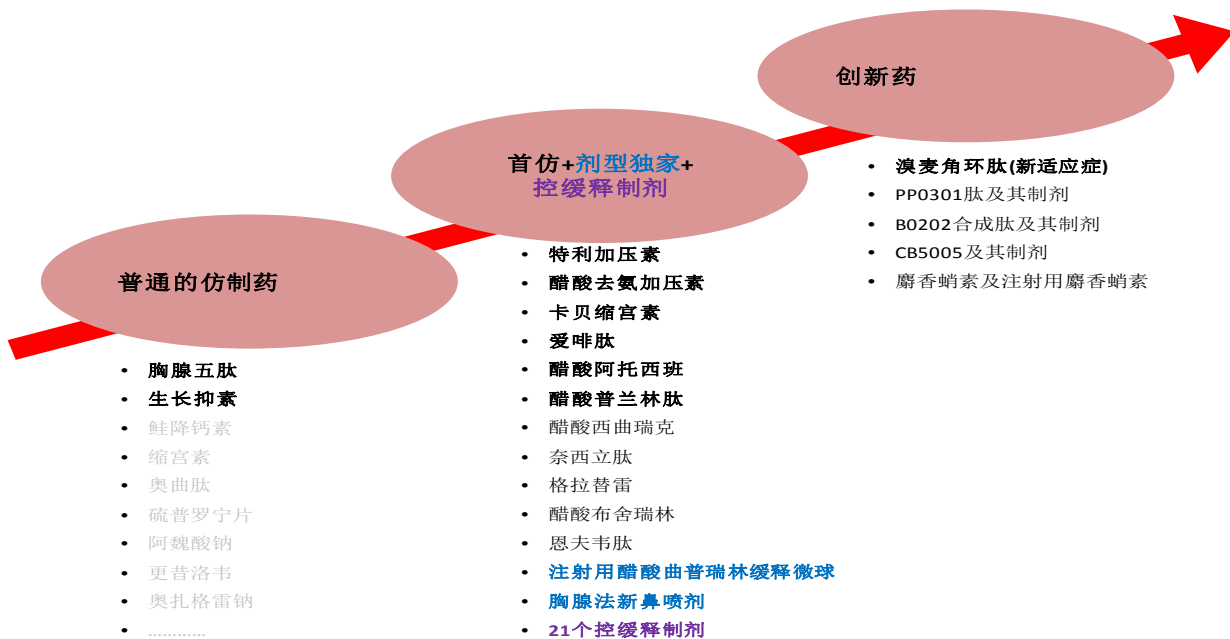 创新药
首仿+剂型独家+
控缓释制剂
普通的仿制药
• 胸腺五肽
• 生长抑素
• 鲑降钙素
• 缩宫素
• 奥曲肽
• 硫普罗宁片
• 阿魏酸钠
• 更昔洛韦
• 奥扎格雷钠
• …………
• 特利加压素
• 醋酸去氨加压素
• 卡贝缩宫素
• 爱啡肽
• 醋酸阿托西班
• 醋酸普兰林肽
• 醋酸西曲瑞克
• 奈西立肽
• 格拉替雷
• 醋酸布舍瑞林
• 恩夫韦肽
• 注射用醋酸曲普瑞林缓释微球
• 胸腺法新鼻喷剂
• 21个控缓释制剂
• 溴麦角环肽(新适应症)
• PP0301肽及其制剂
• B0202合成肽及其制剂
• CB5005及其制剂
• 麝香蛸素及注射用麝香蛸素